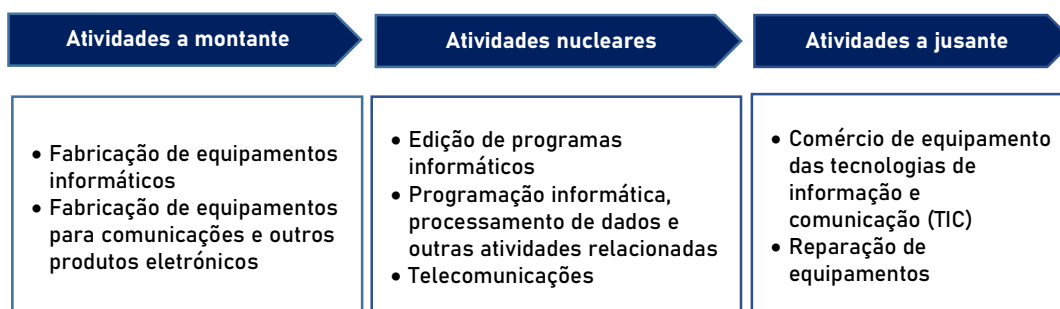 Atividades a montante
Atividades nucleares
Atividades a jusante
• Fabricação de equipamentos
informáticos
• Fabricação de equipamentos
para comunicações e outros
produtos eletrónicos
• Edição de programas
informáticos
• Programação informática,
processamento de dados e
outras atividades relacionadas
• Telecomunicações
• Comércio de equipamento
das tecnologias de
informação e
comunicação (TIC)
• Reparação de
equipamentos